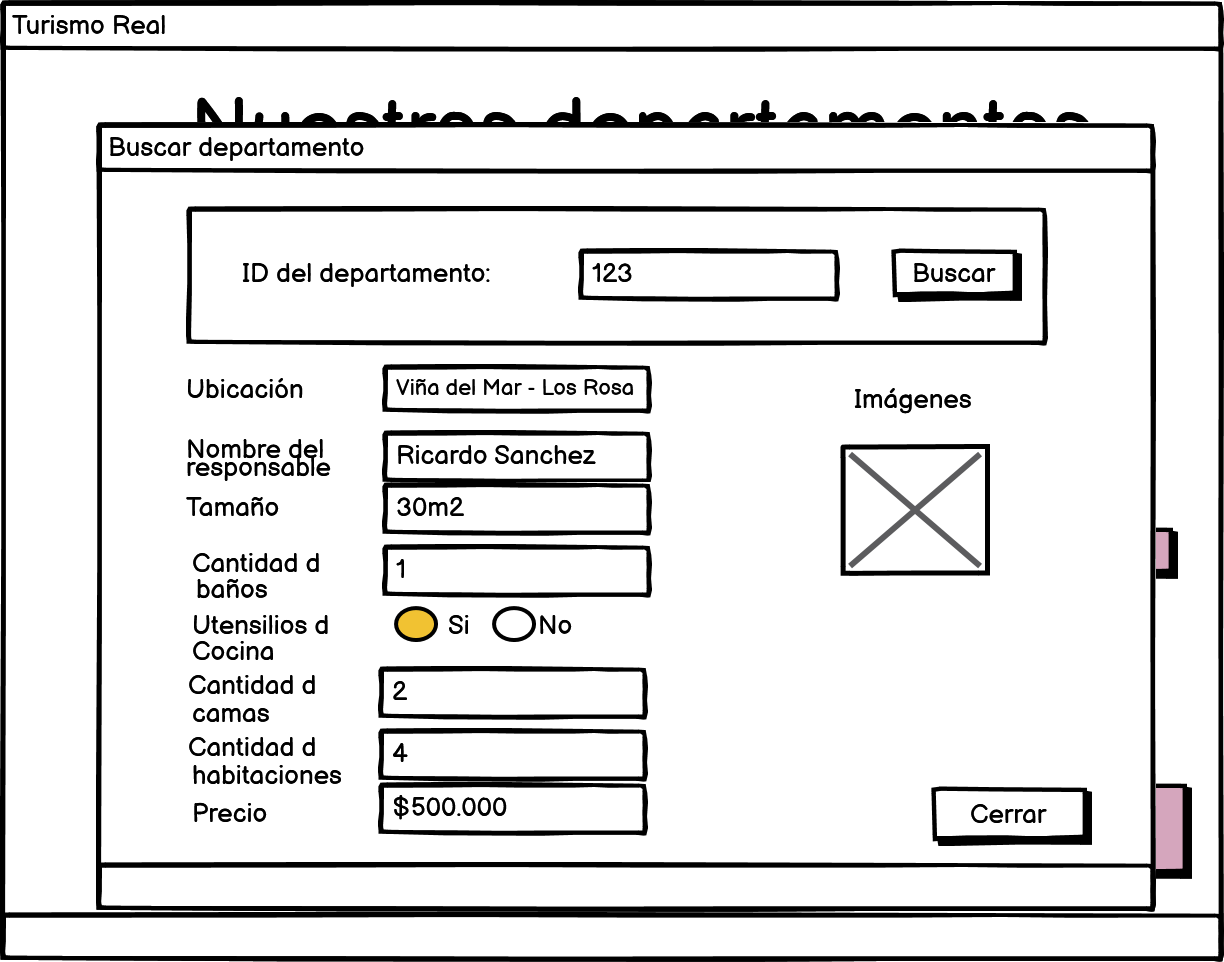 Turismo Real
Nuestros departamentos
Buscar departamento
ID del departamento:
123
Buscar
Ubicación
Viña del Mar - Los Rosa
Imágenes
Nombre del
responsable
Ricardo Sanchez
Tamaño
30m2
Cantidad d
baños
1
Utensilios d
Cocina
Si
No
Cantidad d
camas
2
Cantidad d
habitaciones
4
Precio
$500.000
Cerrar